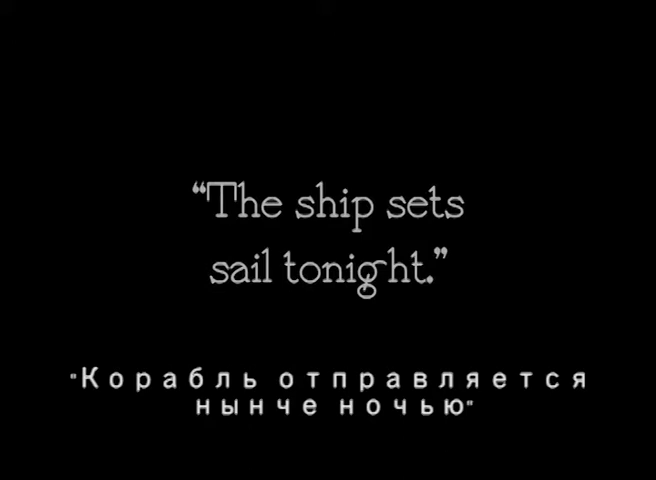 “The ship sets
sail tonight.”
"Корабль отправляется
нынче ночью"